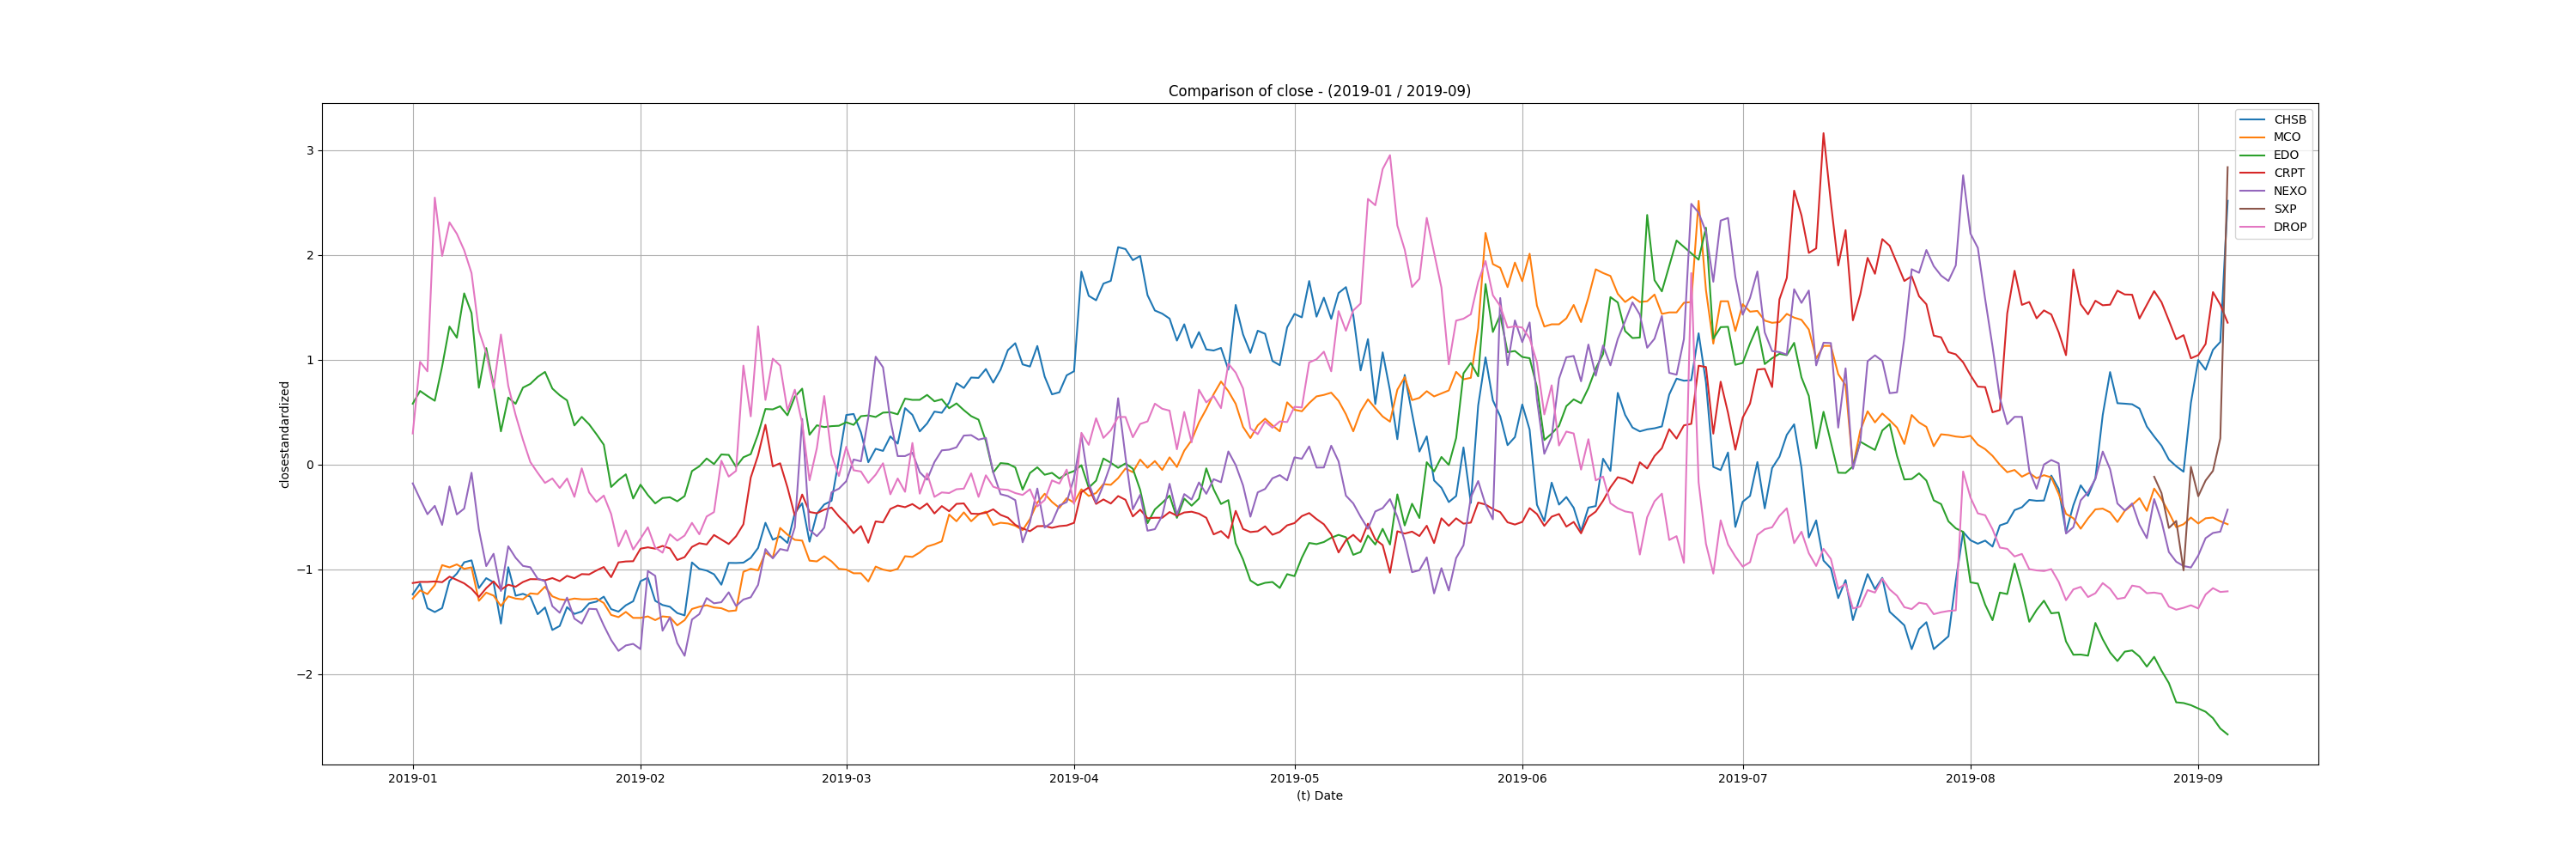 Comparison of close - (2019-01 / 2019-09)
CHSB
MCO
EDO
CRPT
NEXO
SXP
DROP
3
2
1
0
−1
−2
closestandardized
2019-01 2019-02 2019-03 2019-04 2019-05 2019-06 2019-07 2019-08 2019-09
(t) Date